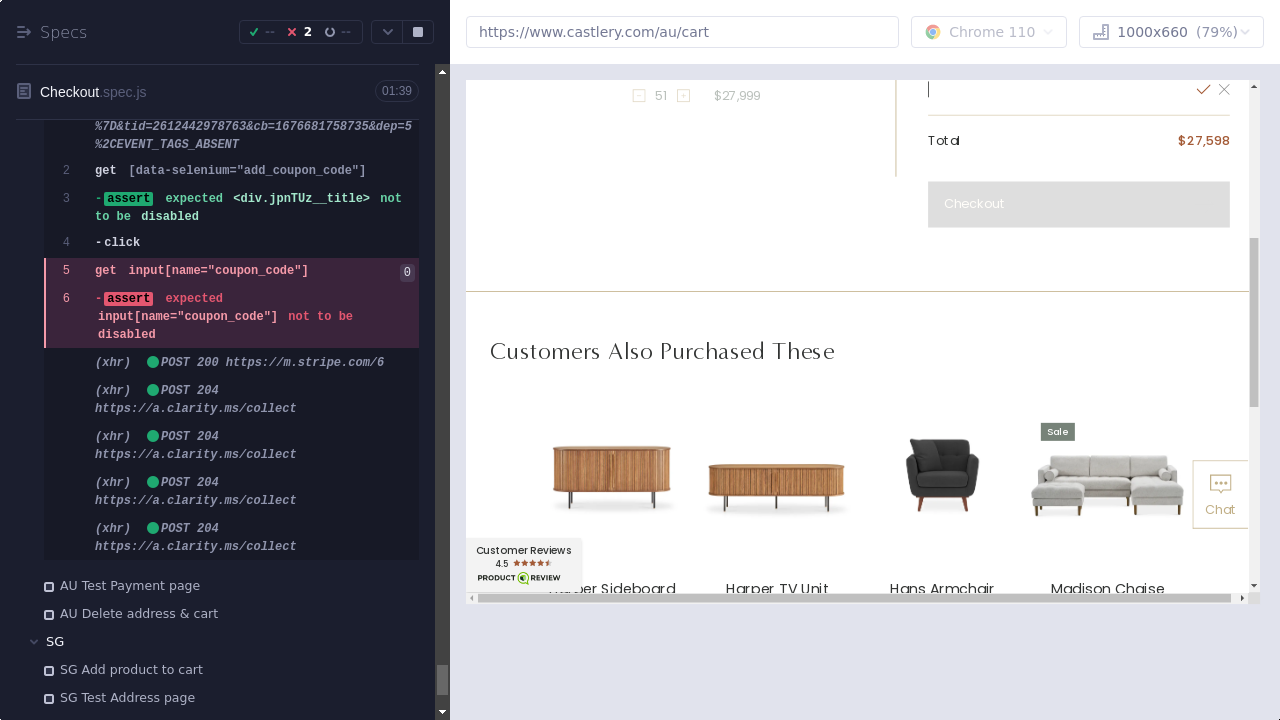 Specs
-- 2 --
Checkout.spec.js 01:39
%7D&tid=2612442978763&cb=1676681758735&dep=5
%2CEVENT_TAGS_ABSENT
2 get [data-selenium="add_coupon_code"]
3 -assert expected <div.jpnTUz__title> not
to be disabled
4 -click
5 get input[name="coupon_code"] 0
6 -assert expected
input[name="coupon_code"] not to be
disabled
(xhr) POST 200 https://m.stripe.com/6
(xhr) POST 204
https://a.clarity.ms/collect
(xhr) POST 204
https://a.clarity.ms/collect
(xhr) POST 204
https://a.clarity.ms/collect
(xhr) POST 204
https://a.clarity.ms/collect
AU Test Payment page
AU Delete address & cart
SG
SG Add product to cart
SG Test Address page
https://www.castlery.com/au/cart
Chrome 110
1000x660 (79%)
51 $27,999
Total $27,598
Checkout
Customers Also Purchased These
Sale
Chat
Customer Reviews
4.5
PRODUCT REVIEW
Harper Sideboard
Harper TV Unit
Hans Armchair
Madison Chaise